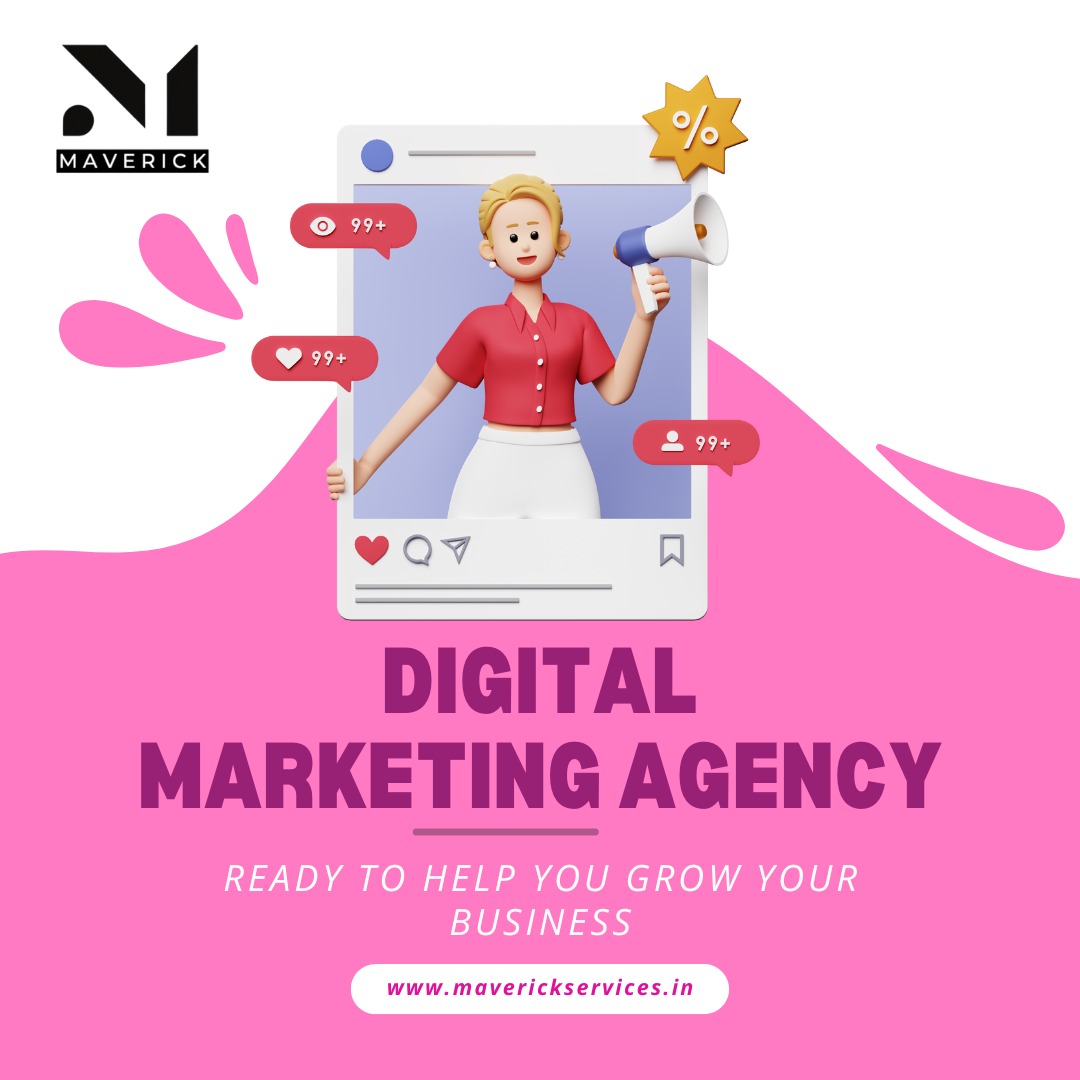 MAVERICK
%
99+
99+
99+
DIGITAL
MARKETING AGENCY
READY TO HELP YOU GROW YOUR
BUSINESS
www.maverickservices.in